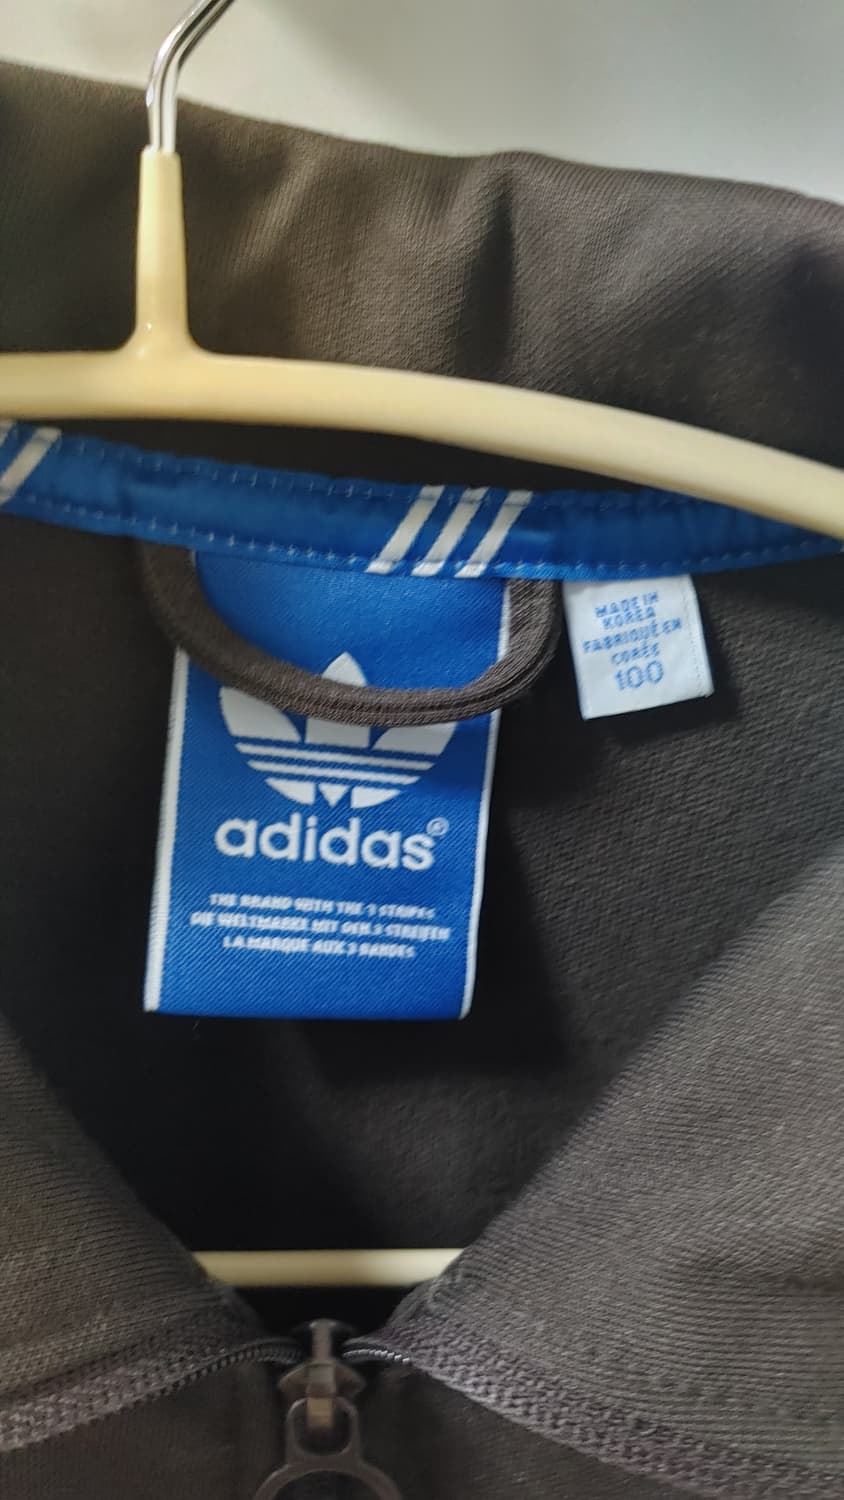 MADE IN
KOREA
FABRIQUÉ EN
CORÉE
100
adidas®
THE BRAND WITH THE 3 STRIPES
DIE WELTMARKE MIT DEN 3 STREIFEN
LA MARQUE AUX 3 BANDES